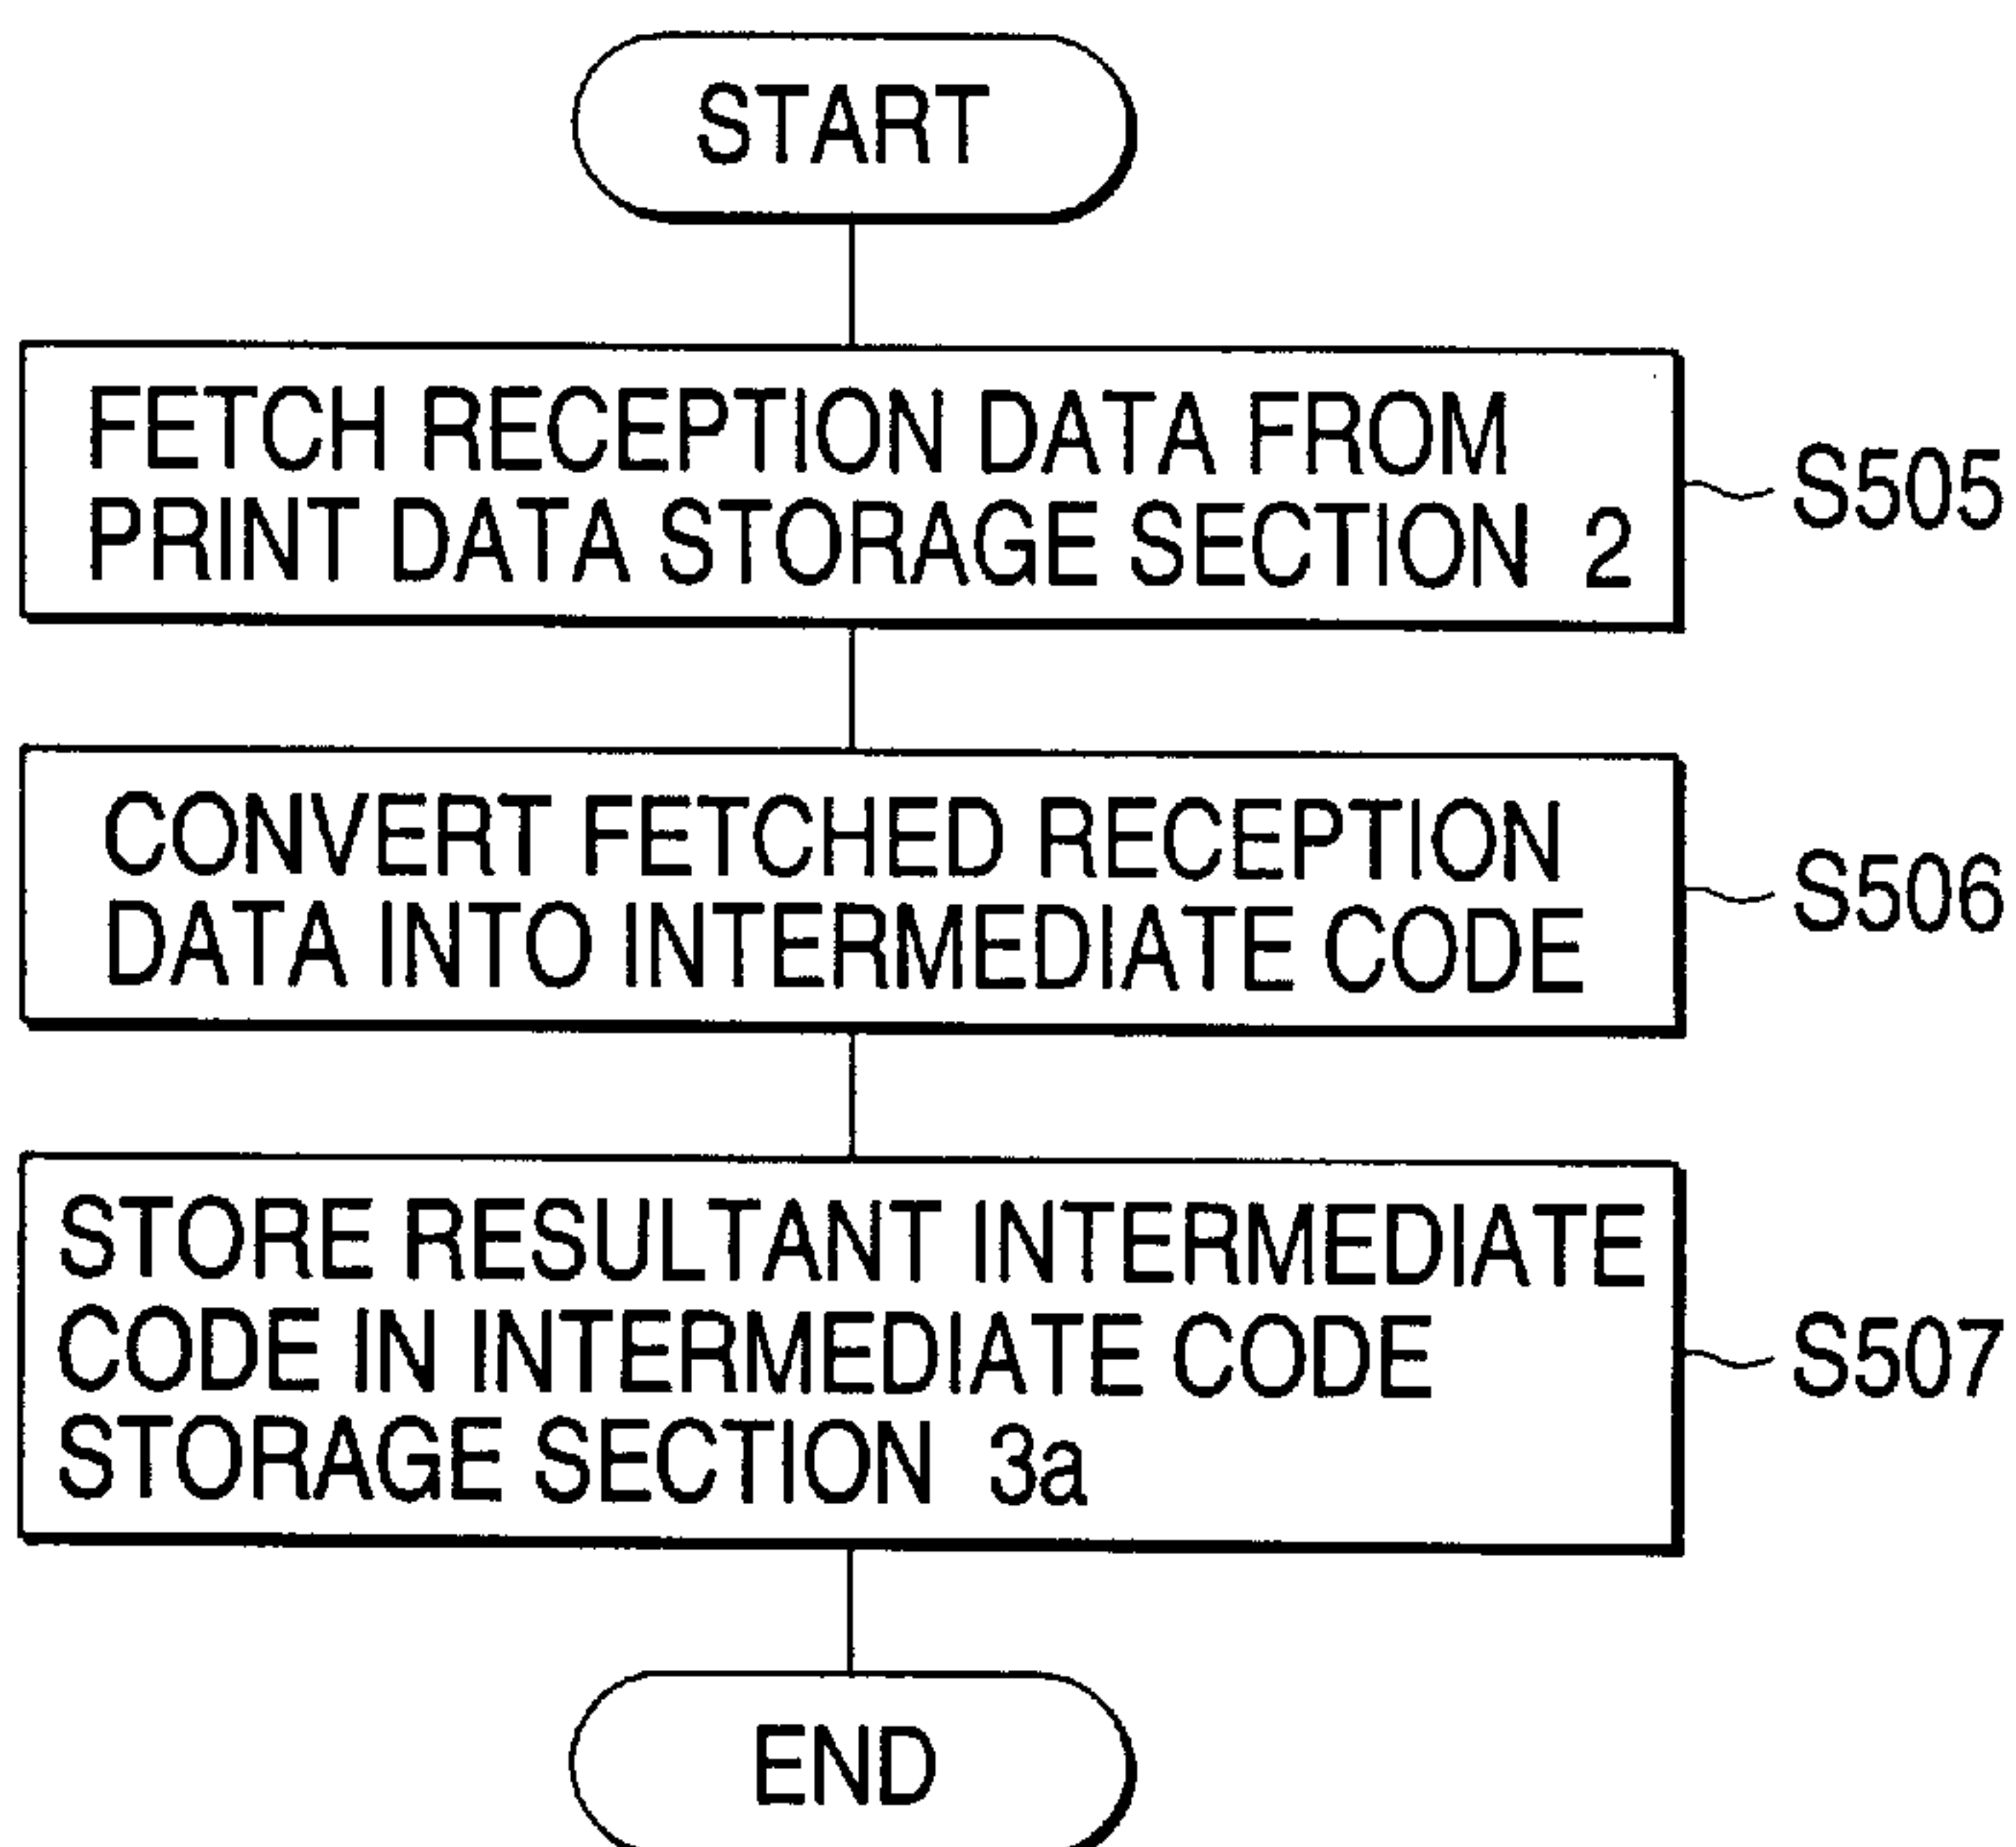 START
FETCH RECEPTION DATA FROM
PRINT DATA STORAGE SECTION 2
S505
CONVERT FETCHED RECEPTION
DATA INTO INTERMEDIATE CODE
S506
STORE RESULTANT INTERMEDIATE
CODE IN INTERMEDIATE CODE
STORAGE SECTION 3a
S507
END